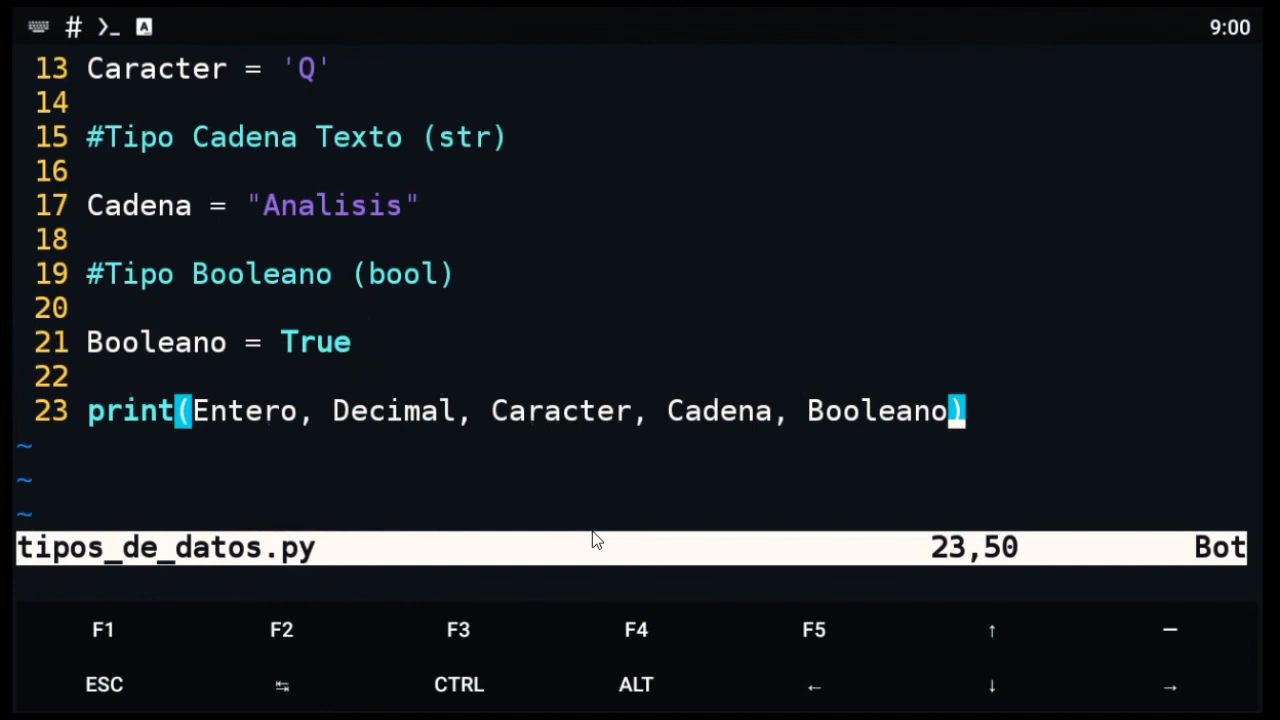 # >_ A 9:00
13 Caracter = 'Q'
14
15 #Tipo Cadena Texto (str)
16
17 Cadena = "Analisis"
18
19 #Tipo Booleano (bool)
20
21 Booleano = True
22
23 print(Entero, Decimal, Caracter, Cadena, Booleano)
~
~
~
tipos_de_datos.py 23,50 Bot
F1 F2 F3 F4 F5 ↑ —
ESC ↹ CTRL ALT ← ↓ →